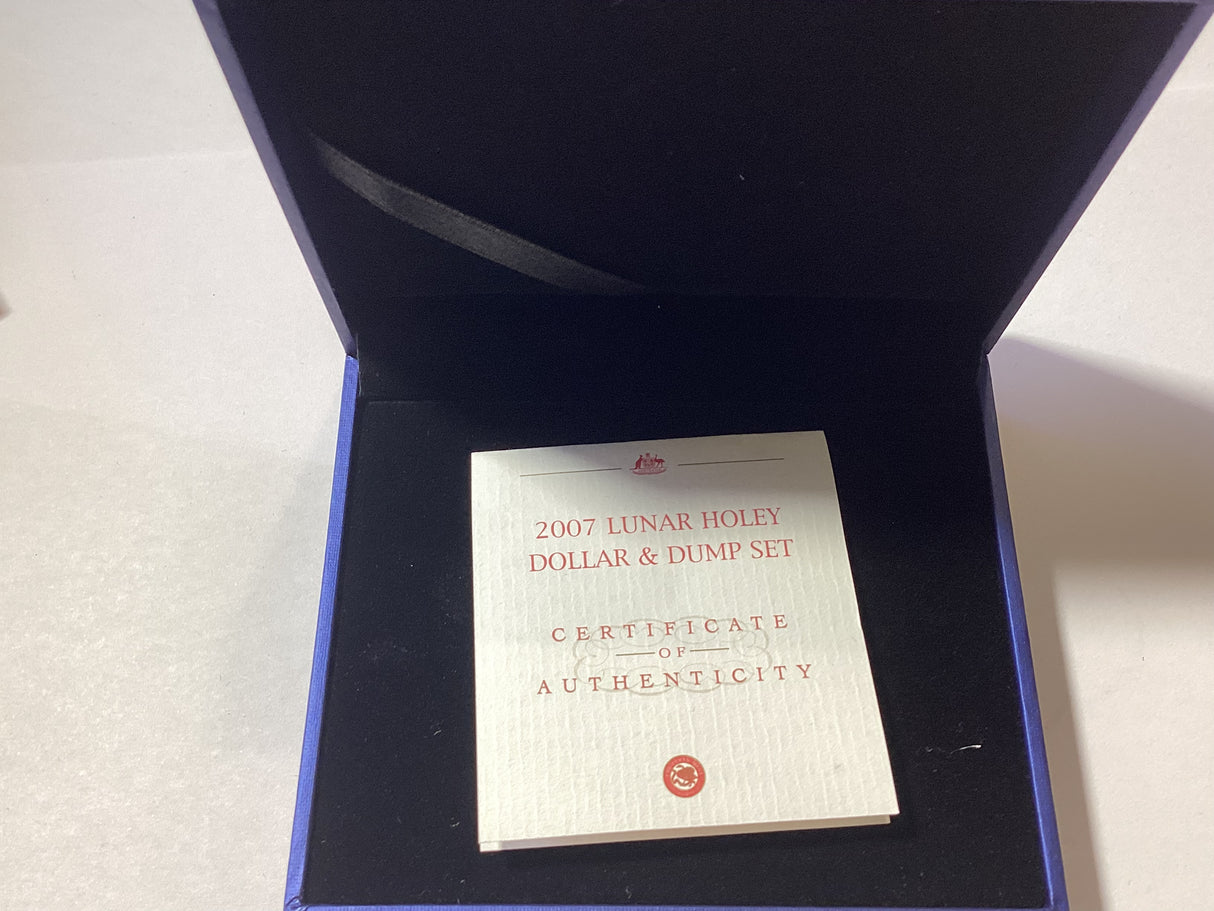 2007 LUNAR HOLEY
DOLLAR & DUMP SET
CERTIFICATE
OF
AUTHENTICITY